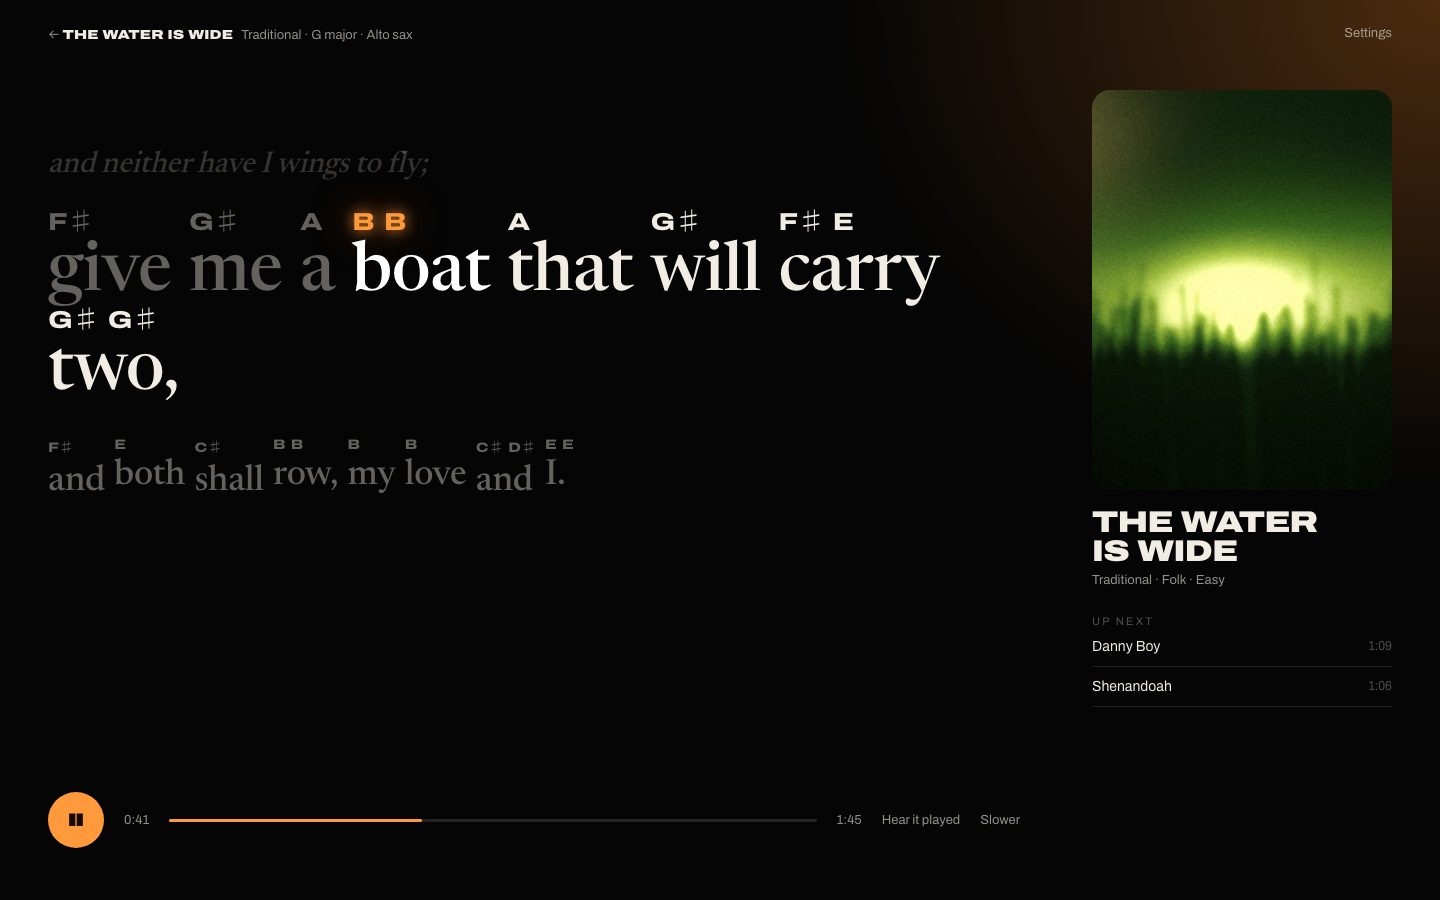 ← THE WATER IS WIDE Traditional · G major · Alto sax
Settings
and neither have I wings to fly;
F♯ G♯ A B B A G♯ F♯ E
give me a boat that will carry
G♯ G♯
two,
F♯ E C♯ B B B B C♯ D♯ E E
and both shall row, my love and I.
THE WATER
IS WIDE
Traditional · Folk · Easy
UP NEXT
Danny Boy 1:09
Shenandoah 1:06
0:41 1:45 Hear it played Slower